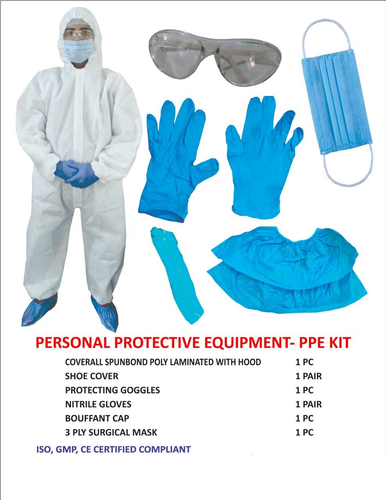 PERSONAL PROTECTIVE EQUIPMENT- PPE KIT
COVERALL SPUNBOND POLY LAMINATED WITH HOOD 1 PC
SHOE COVER 1 PAIR
PROTECTING GOGGLES 1 PC
NITRILE GLOVES 1 PAIR
BOUFFANT CAP 1 PC
3 PLY SURGICAL MASK 1 PC
ISO, GMP, CE CERTIFIED COMPLIANT